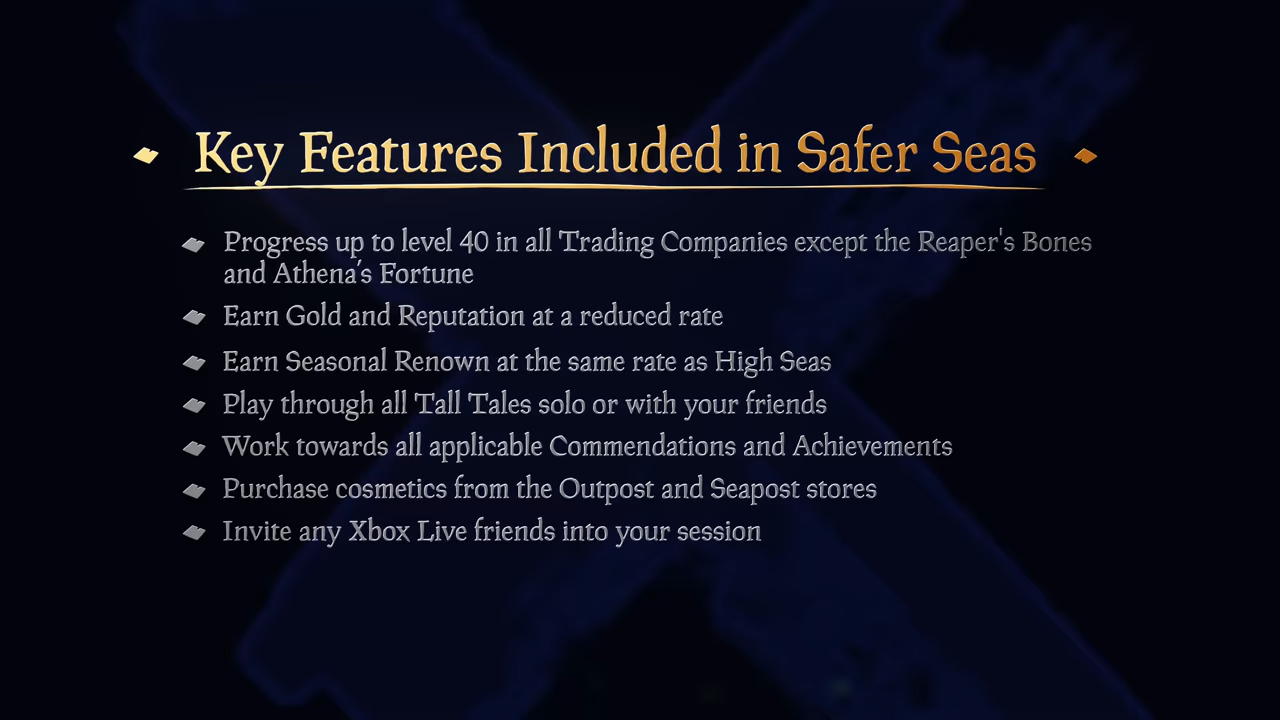 Key Features Included in Safer Seas
Progress up to level 40 in all Trading Companies except the Reaper's Bones
and Athena's Fortune
Earn Gold and Reputation at a reduced rate
Earn Seasonal Renown at the same rate as High Seas
Play through all Tall Tales solo or with your friends
Work towards all applicable Commendations and Achievements
Purchase cosmetics from the Outpost and Seapost stores
Invite any Xbox Live friends into your session